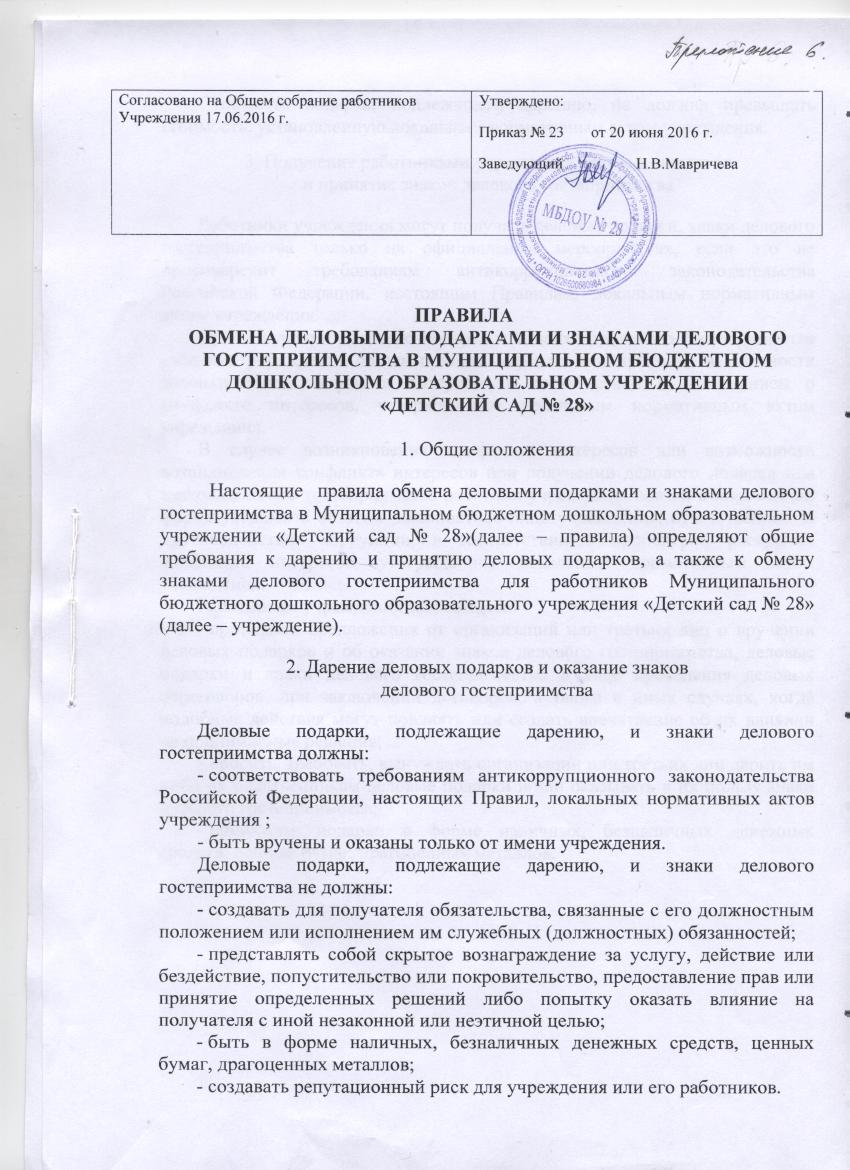 Приложение 6.
Согласовано на Общем собрание работников
Учреждения 17.06.2016 г.
Утверждено:
Приказ № 23 от 20 июня 2016 г.
Заведующий Н.В.Мавричева
МБДОУ № 28
ПРАВИЛА
ОБМЕНА ДЕЛОВЫМИ ПОДАРКАМИ И ЗНАКАМИ ДЕЛОВОГО
ГОСТЕПРИИМСТВА В МУНИЦИПАЛЬНОМ БЮДЖЕТНОМ
ДОШКОЛЬНОМ ОБРАЗОВАТЕЛЬНОМ УЧРЕЖДЕНИИ
«ДЕТСКИЙ САД № 28»
1. Общие положения
Настоящие правила обмена деловыми подарками и знаками делового
гостеприимства в Муниципальном бюджетном дошкольном образовательном
учреждении «Детский сад № 28»(далее – правила) определяют общие
требования к дарению и принятию деловых подарков, а также к обмену
знаками делового гостеприимства для работников Муниципального
бюджетного дошкольного образовательного учреждения «Детский сад № 28»
(далее – учреждение).
2. Дарение деловых подарков и оказание знаков
делового гостеприимства
Деловые подарки, подлежащие дарению, и знаки делового
гостеприимства должны:
- соответствовать требованиям антикоррупционного законодательства
Российской Федерации, настоящих Правил, локальных нормативных актов
учреждения ;
- быть вручены и оказаны только от имени учреждения.
Деловые подарки, подлежащие дарению, и знаки делового
гостеприимства не должны:
- создавать для получателя обязательства, связанные с его должностным
положением или исполнением им служебных (должностных) обязанностей;
- представлять собой скрытое вознаграждение за услугу, действие или
бездействие, попустительство или покровительство, предоставление прав или
принятие определенных решений либо попытку оказать влияние на
получателя с иной незаконной или неэтичной целью;
- быть в форме наличных, безналичных денежных средств, ценных
бумаг, драгоценных металлов;
- создавать репутационный риск для учреждения или его работников.